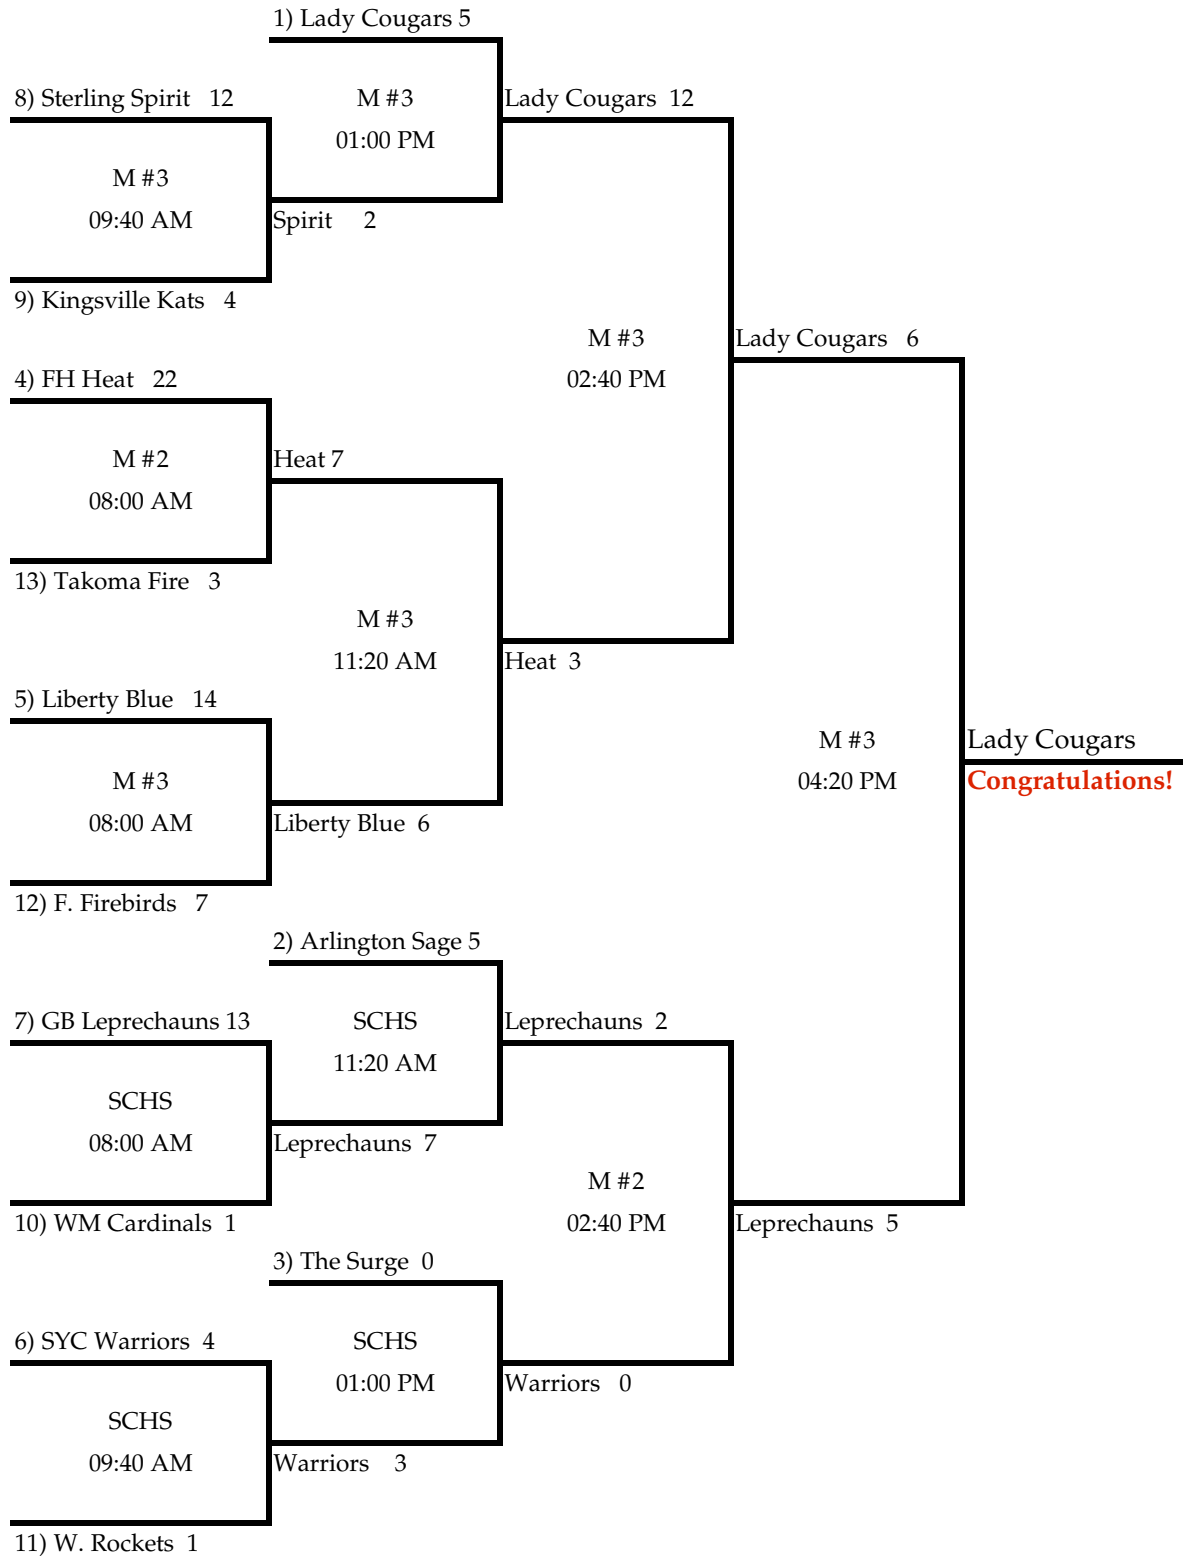 1) Lady Cougars 5
8) Sterling Spirit 12
M #3
Lady Cougars 12
01:00 PM
M #3
09:40 AM
Spirit 2
9) Kingsville Kats 4
M #3
Lady Cougars 6
4) FH Heat 22
02:40 PM
M #2
Heat 7
08:00 AM
13) Takoma Fire 3
M #3
11:20 AM
Heat 3
5) Liberty Blue 14
M #3
Lady Cougars
M #3
04:20 PM
Congratulations!
08:00 AM
Liberty Blue 6
12) F. Firebirds 7
2) Arlington Sage 5
7) GB Leprechauns 13
SCHS
Leprechauns 2
11:20 AM
SCHS
08:00 AM
Leprechauns 7
M #2
10) WM Cardinals 1
02:40 PM
Leprechauns 5
3) The Surge 0
6) SYC Warriors 4
SCHS
01:00 PM
Warriors 0
SCHS
09:40 AM
Warriors 3
11) W. Rockets 1